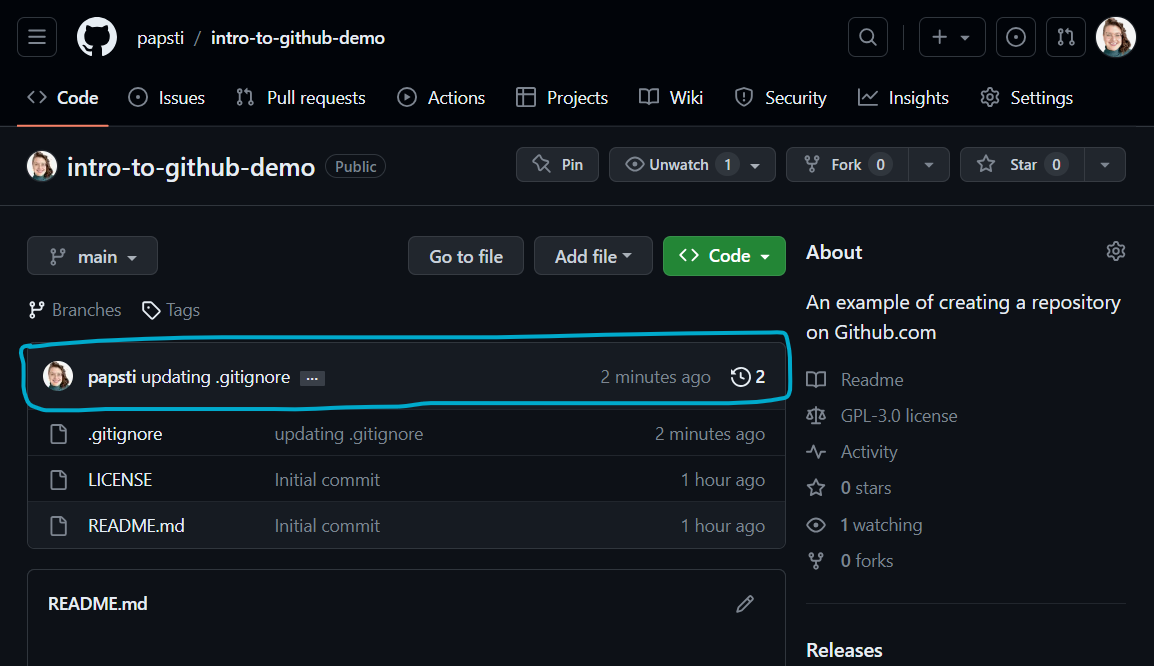 papsti / intro-to-github-demo
Code Issues Pull requests Actions Projects Wiki Security Insights Settings
intro-to-github-demo Public Pin Unwatch 1 Fork 0 Star 0
main Go to file Add file Code
Branches Tags
papsti updating .gitignore ... 2 minutes ago 2
.gitignore updating .gitignore 2 minutes ago
LICENSE Initial commit 1 hour ago
README.md Initial commit 1 hour ago
README.md
About
An example of creating a repository
on Github.com
Readme
GPL-3.0 license
Activity
0 stars
1 watching
0 forks
Releases